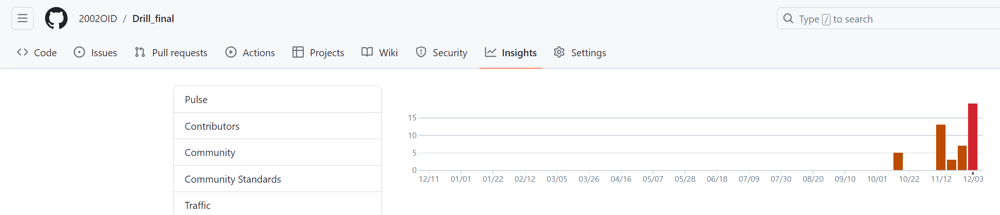 2002OID / Drill_final
Type / to search
Code Issues Pull requests Actions Projects Wiki Security Insights Settings
Pulse
Contributors
Community
Community Standards
Traffic
15
10
5
0
12/11 01/01 01/22 02/12 03/05 03/26 04/16 05/07 05/28 06/18 07/09 07/30 08/20 09/10 10/01 10/22 11/12 12/03